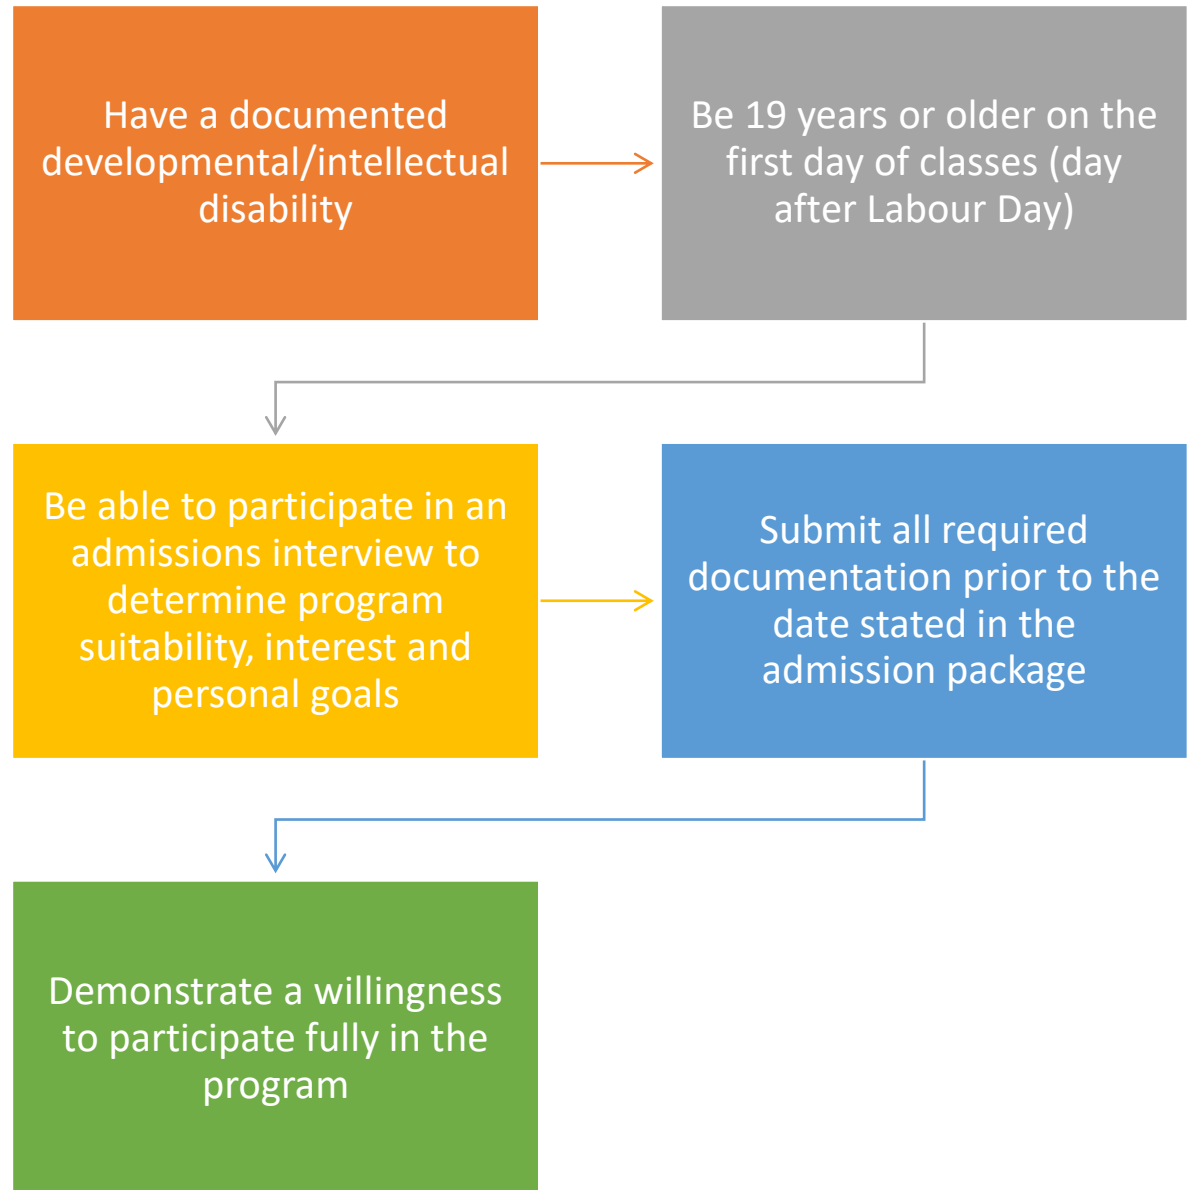 Have a documented
developmental/intellectual
disability
Be 19 years or older on the
first day of classes (day
after Labour Day)
Be able to participate in an
admissions interview to
determine program
suitability, interest and
personal goals
Submit all required
documentation prior to the
date stated in the
admission package
Demonstrate a willingness
to participate fully in the
program